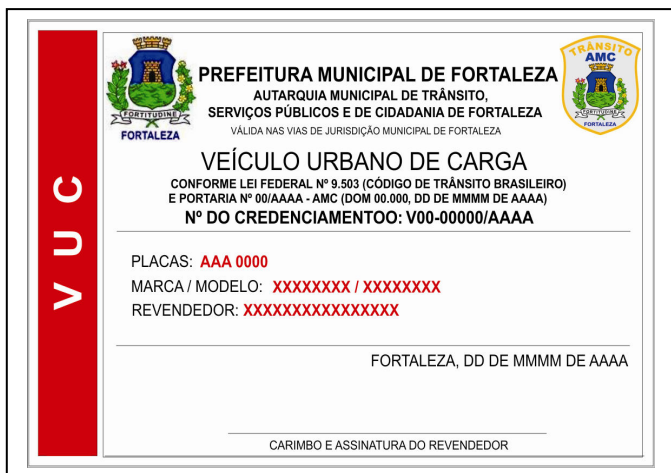 VUC
FORTITUDINE
FORTALEZA
TRÂNSITO
AMC
FORTALEZA
PREFEITURA MUNICIPAL DE FORTALEZA
AUTARQUIA MUNICIPAL DE TRÂNSITO,
SERVIÇOS PÚBLICOS E DE CIDADANIA DE FORTALEZA
VÁLIDA NAS VIAS DE JURISDIÇÃO MUNICIPAL DE FORTALEZA
VEÍCULO URBANO DE CARGA
CONFORME LEI FEDERAL Nº 9.503 (CÓDIGO DE TRÂNSITO BRASILEIRO)
E PORTARIA Nº 00/AAAA - AMC (DOM 00.000, DD DE MMMM DE AAAA)
Nº DO CREDENCIAMENTOO: V00-00000/AAAA
PLACAS: AAA 0000
MARCA / MODELO: XXXXXXXX / XXXXXXXX
REVENDEDOR: XXXXXXXXXXXXXXXX
FORTALEZA, DD DE MMMM DE AAAA
CARIMBO E ASSINATURA DO REVENDEDOR